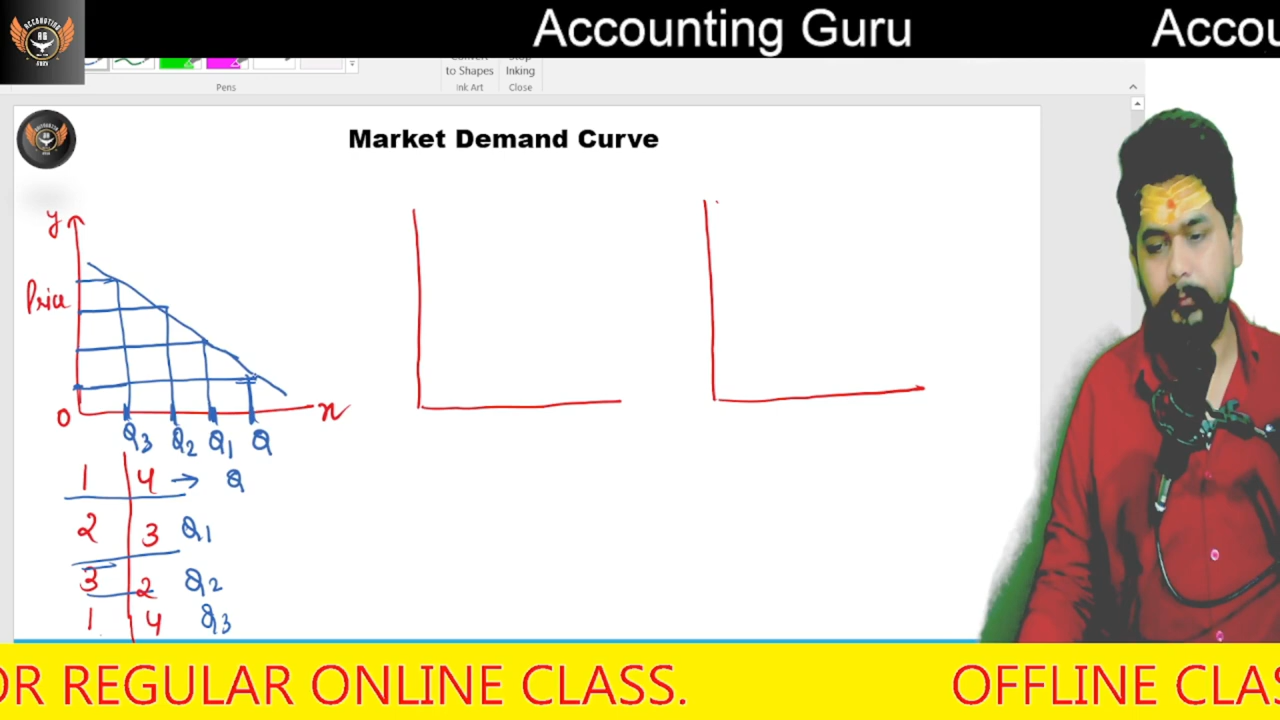 Accounting Guru
Accou
to Shapes
Inking
Pens
Ink Art
Close
Market Demand Curve
y
Price
0
x
Q3 Q2 Q1 Q
1 4 → Q
2 3 Q1
3 2 Q2
1 4 Q3
OR REGULAR ONLINE CLASS.
OFFLINE CLAS